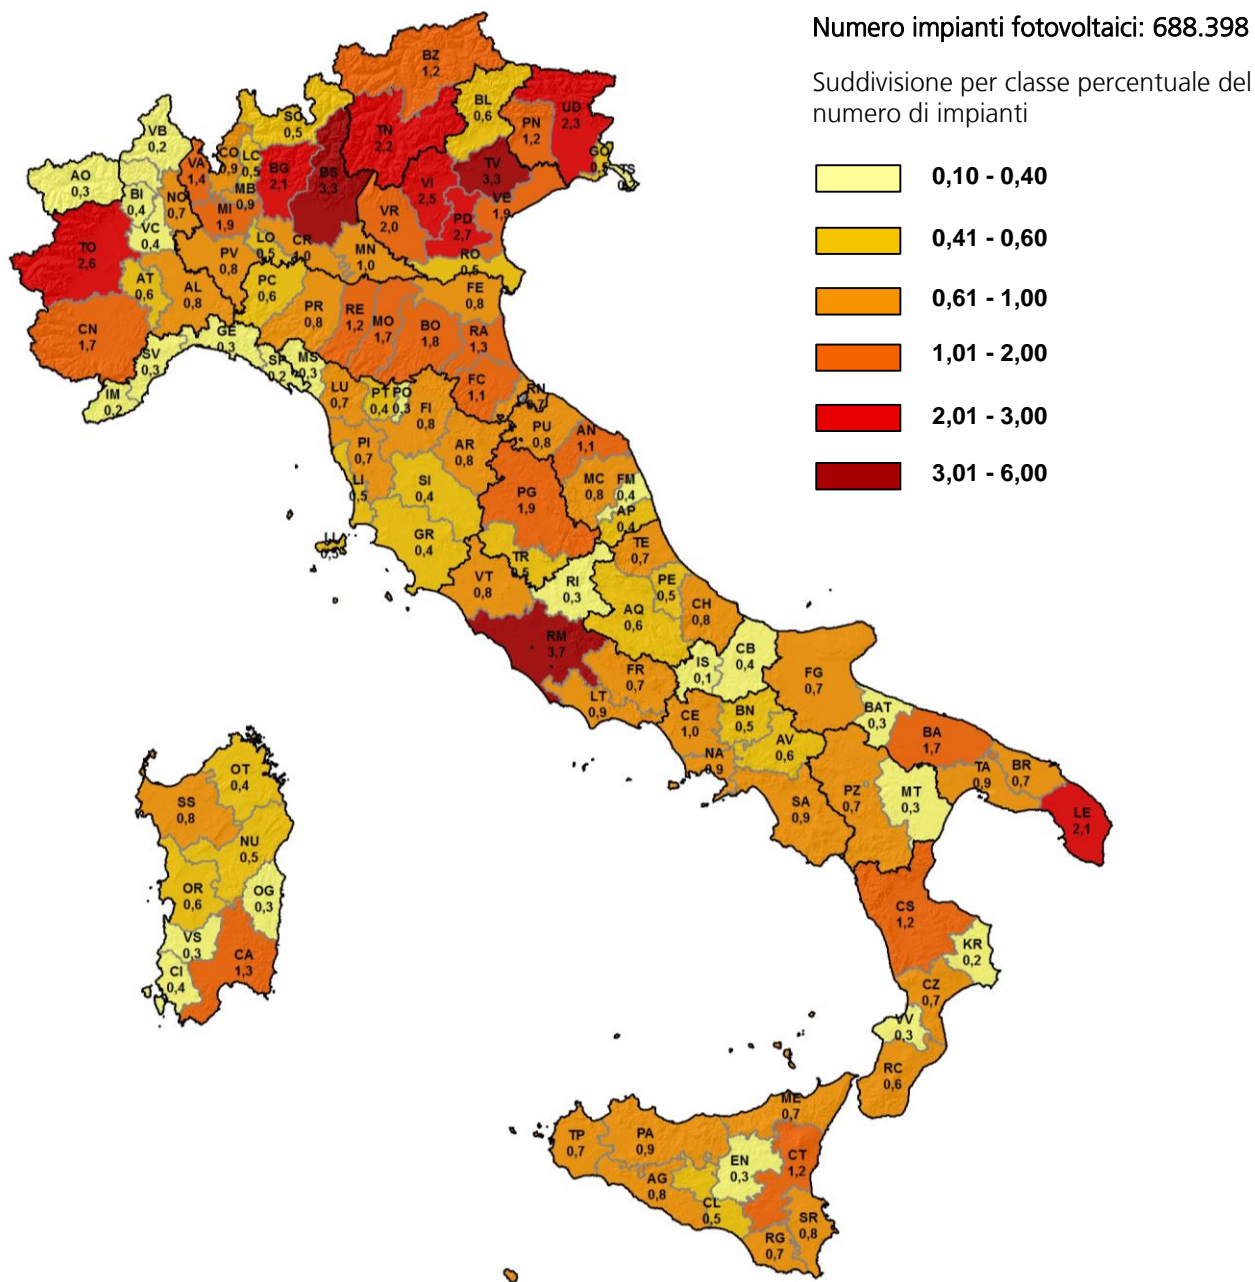 Numero impianti fotovoltaici: 688.398
Suddivisione per classe percentuale del
numero di impianti
0,10 - 0,40
0,41 - 0,60
0,61 - 1,00
1,01 - 2,00
2,01 - 3,00
3,01 - 6,00
BZ
1,2
SO
0,5
TN
2,2
BL
0,6
PN
1,2
UD
2,3
GO
TS
VB
0,2
AO
0,3
BI
0,4
VC
0,4
NO
0,7
VA
1,4
CO
0,9
LC
0,5
MB
0,9
MI
1,9
BG
2,1
BS
3,3
VI
2,5
TV
3,3
VE
1,9
PD
2,7
VR
2,0
RO
0,5
TO
2,6
AT
0,6
AL
0,8
PV
0,8
LO
0,5
CR
1,0
MN
1,0
PC
0,6
CN
1,7
GE
0,3
SV
0,3
IM
0,2
SP
0,2
MS
0,3
PR
0,8
RE
1,2
MO
1,7
BO
1,8
FE
0,8
RA
1,3
FC
1,1
RN
0,7
LU
0,7
PT
0,4
PO
0,3
FI
0,8
AR
0,8
PI
0,7
LI
0,5
SI
0,4
GR
0,4
LI
0,5
PU
0,8
AN
1,1
MC
0,8
FM
0,4
AP
0,4
PG
1,9
TR
0,5
VT
0,8
RI
0,3
RM
3,7
LT
0,9
FR
0,7
TE
0,7
PE
0,5
CH
0,8
AQ
0,6
IS
0,1
CB
0,4
FG
0,7
BAT
0,3
BA
1,7
TA
0,9
BR
0,7
LE
2,1
CE
1,0
BN
0,5
AV
0,6
NA
0,9
SA
0,9
PZ
0,7
MT
0,3
CS
1,2
KR
0,2
CZ
0,7
VV
0,3
RC
0,6
OT
0,4
SS
0,8
NU
0,5
OR
0,6
OG
0,3
VS
0,3
CI
0,4
CA
1,3
ME
0,7
TP
0,7
PA
0,9
AG
0,8
CL
0,5
EN
0,3
CT
1,2
SR
0,8
RG
0,7